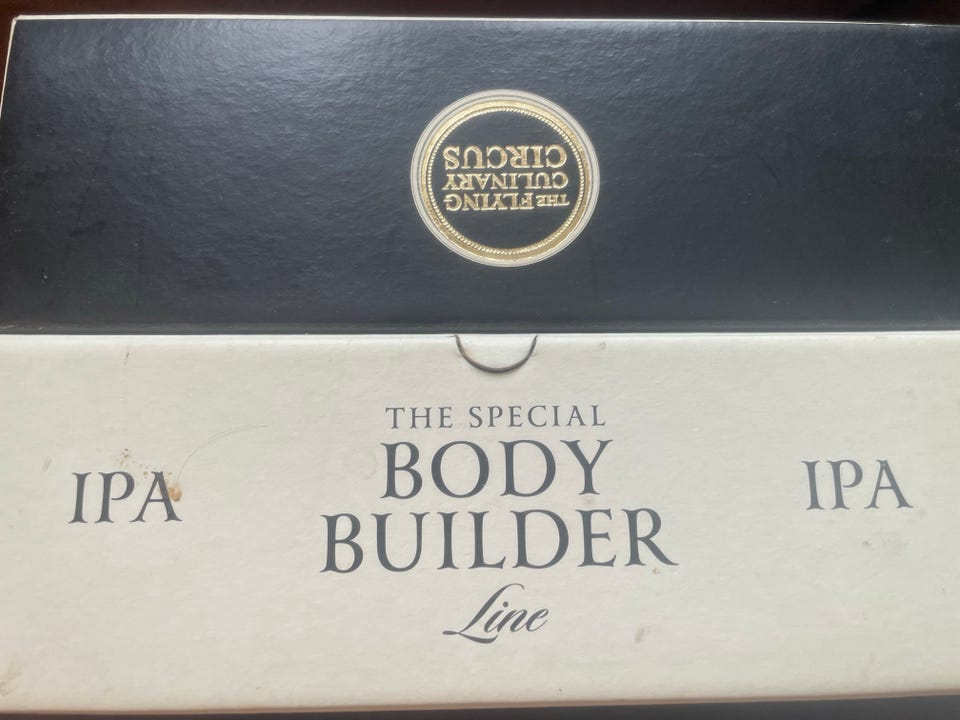 THE FLYING
CULINARY
CIRCUS
THE SPECIAL
BODY
BUILDER
Line
IPA
IPA